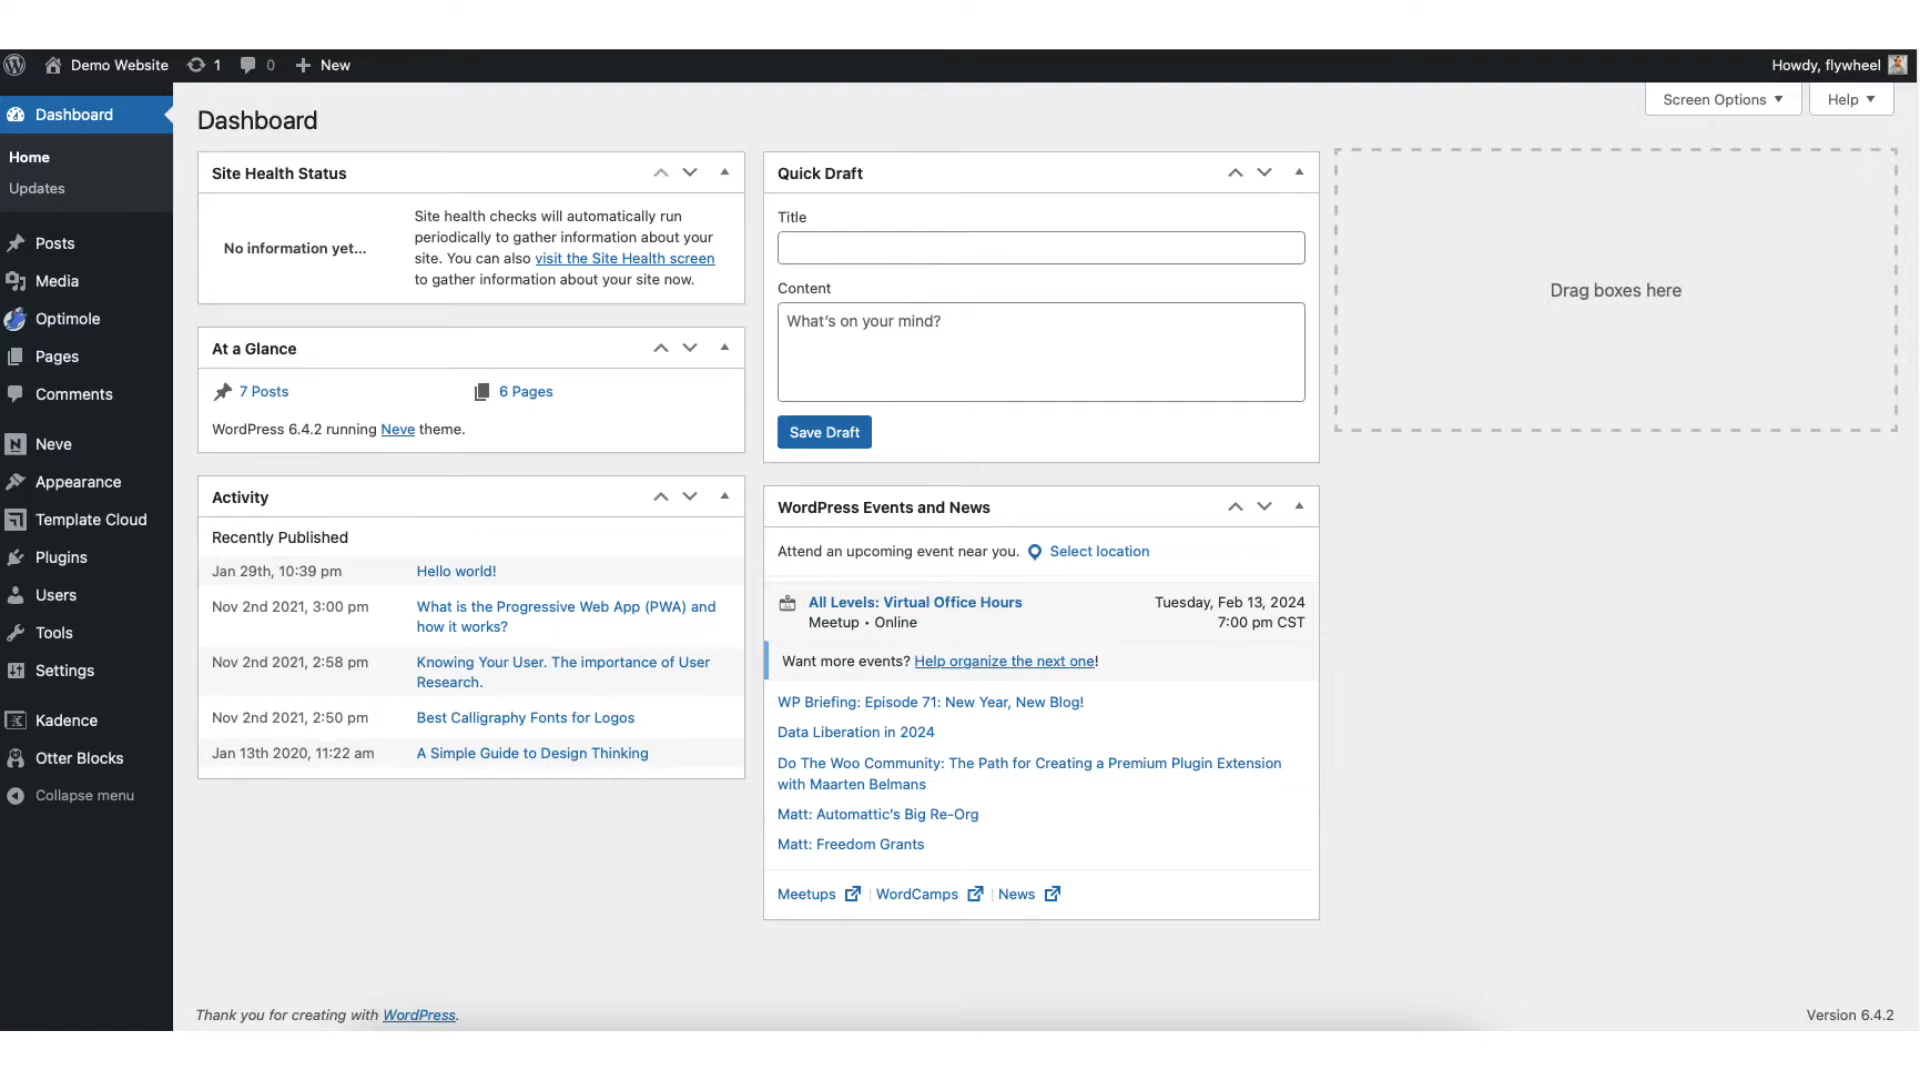 Demo Website 1 0 New Howdy, flywheel
Dashboard
Home
Updates
Posts
Media
Optimole
Pages
Comments
Neve
Appearance
Template Cloud
Plugins
Users
Tools
Settings
Kadence
Otter Blocks
Collapse menu
Dashboard
Screen Options ▼ Help ▼
Site Health Status
No information yet...
Site health checks will automatically run
periodically to gather information about your
site. You can also visit the Site Health screen
to gather information about your site now.
At a Glance
7 Posts 6 Pages
WordPress 6.4.2 running Neve theme.
Activity
Recently Published
Jan 29th, 10:39 pm Hello world!
Nov 2nd 2021, 3:00 pm What is the Progressive Web App (PWA) and
how it works?
Nov 2nd 2021, 2:58 pm Knowing Your User. The importance of User
Research.
Nov 2nd 2021, 2:50 pm Best Calligraphy Fonts for Logos
Jan 13th 2020, 11:22 am A Simple Guide to Design Thinking
Quick Draft
Title
Content
What's on your mind?
Save Draft
WordPress Events and News
Attend an upcoming event near you. Select location
All Levels: Virtual Office Hours Tuesday, Feb 13, 2024
Meetup • Online 7:00 pm CST
Want more events? Help organize the next one!
WP Briefing: Episode 71: New Year, New Blog!
Data Liberation in 2024
Do The Woo Community: The Path for Creating a Premium Plugin Extension
with Maarten Belmans
Matt: Automattic's Big Re-Org
Matt: Freedom Grants
Meetups | WordCamps | News
Drag boxes here
Thank you for creating with WordPress. Version 6.4.2